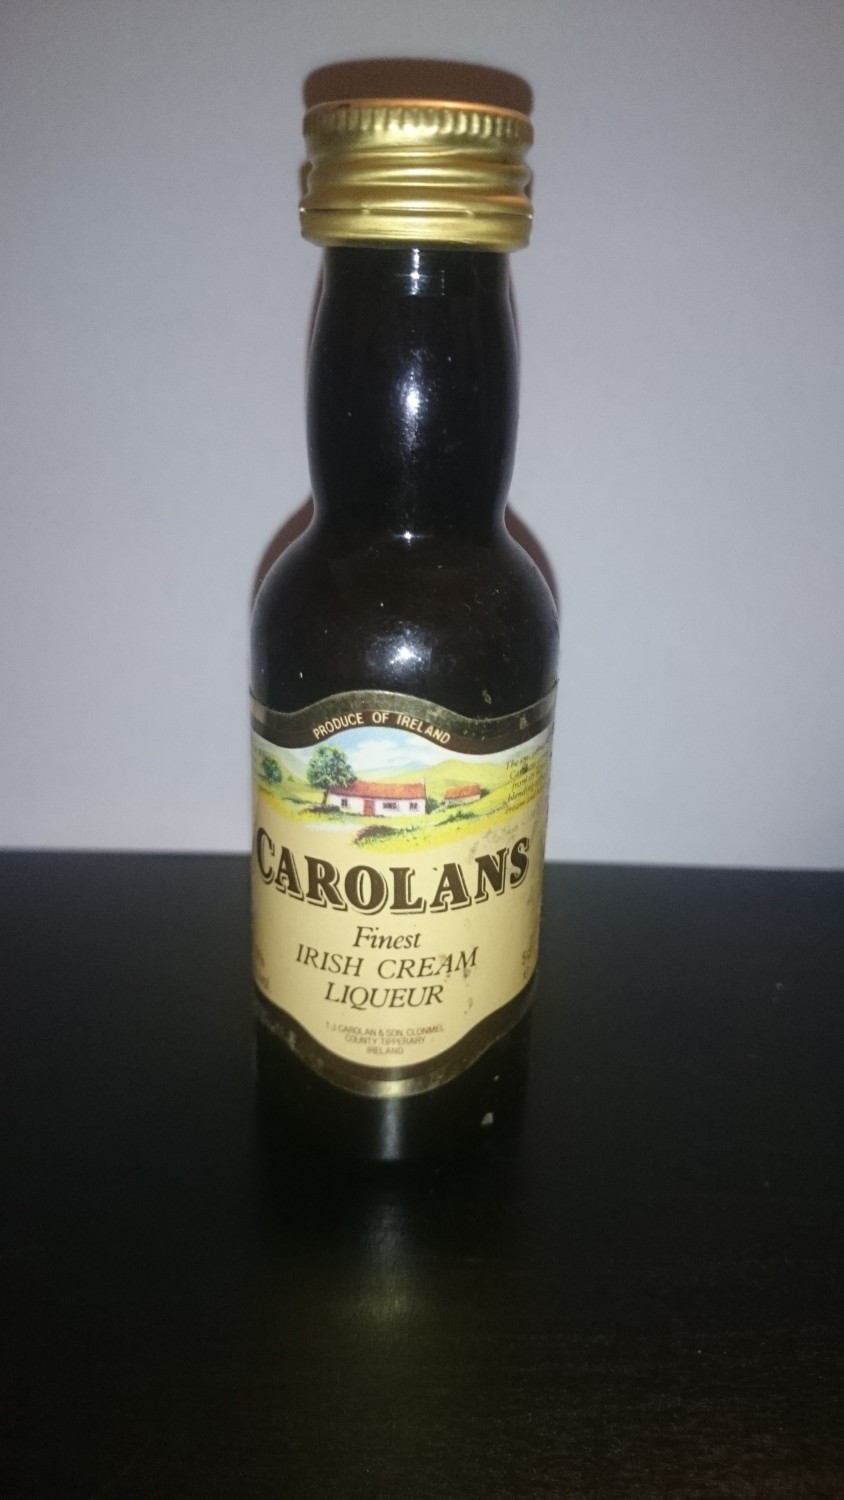 PRODUCE OF IRELAND
CAROLANS
Finest
IRISH CREAM
LIQUEUR
T.J. CAROLAN & SON, CLONMEL
COUNTY TIPPERARY
IRELAND